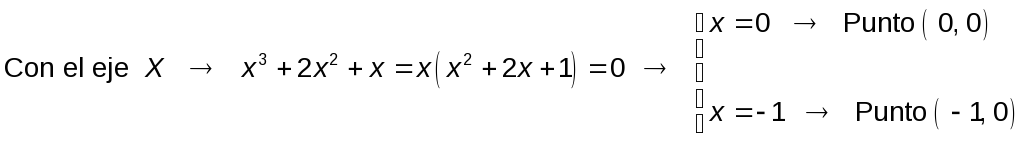 x = 0 → Punto ( 0, 0)
Con el eje X → x³ + 2x² + x = x( x² + 2x + 1) = 0 →
x = - 1 → Punto ( - 1, 0)